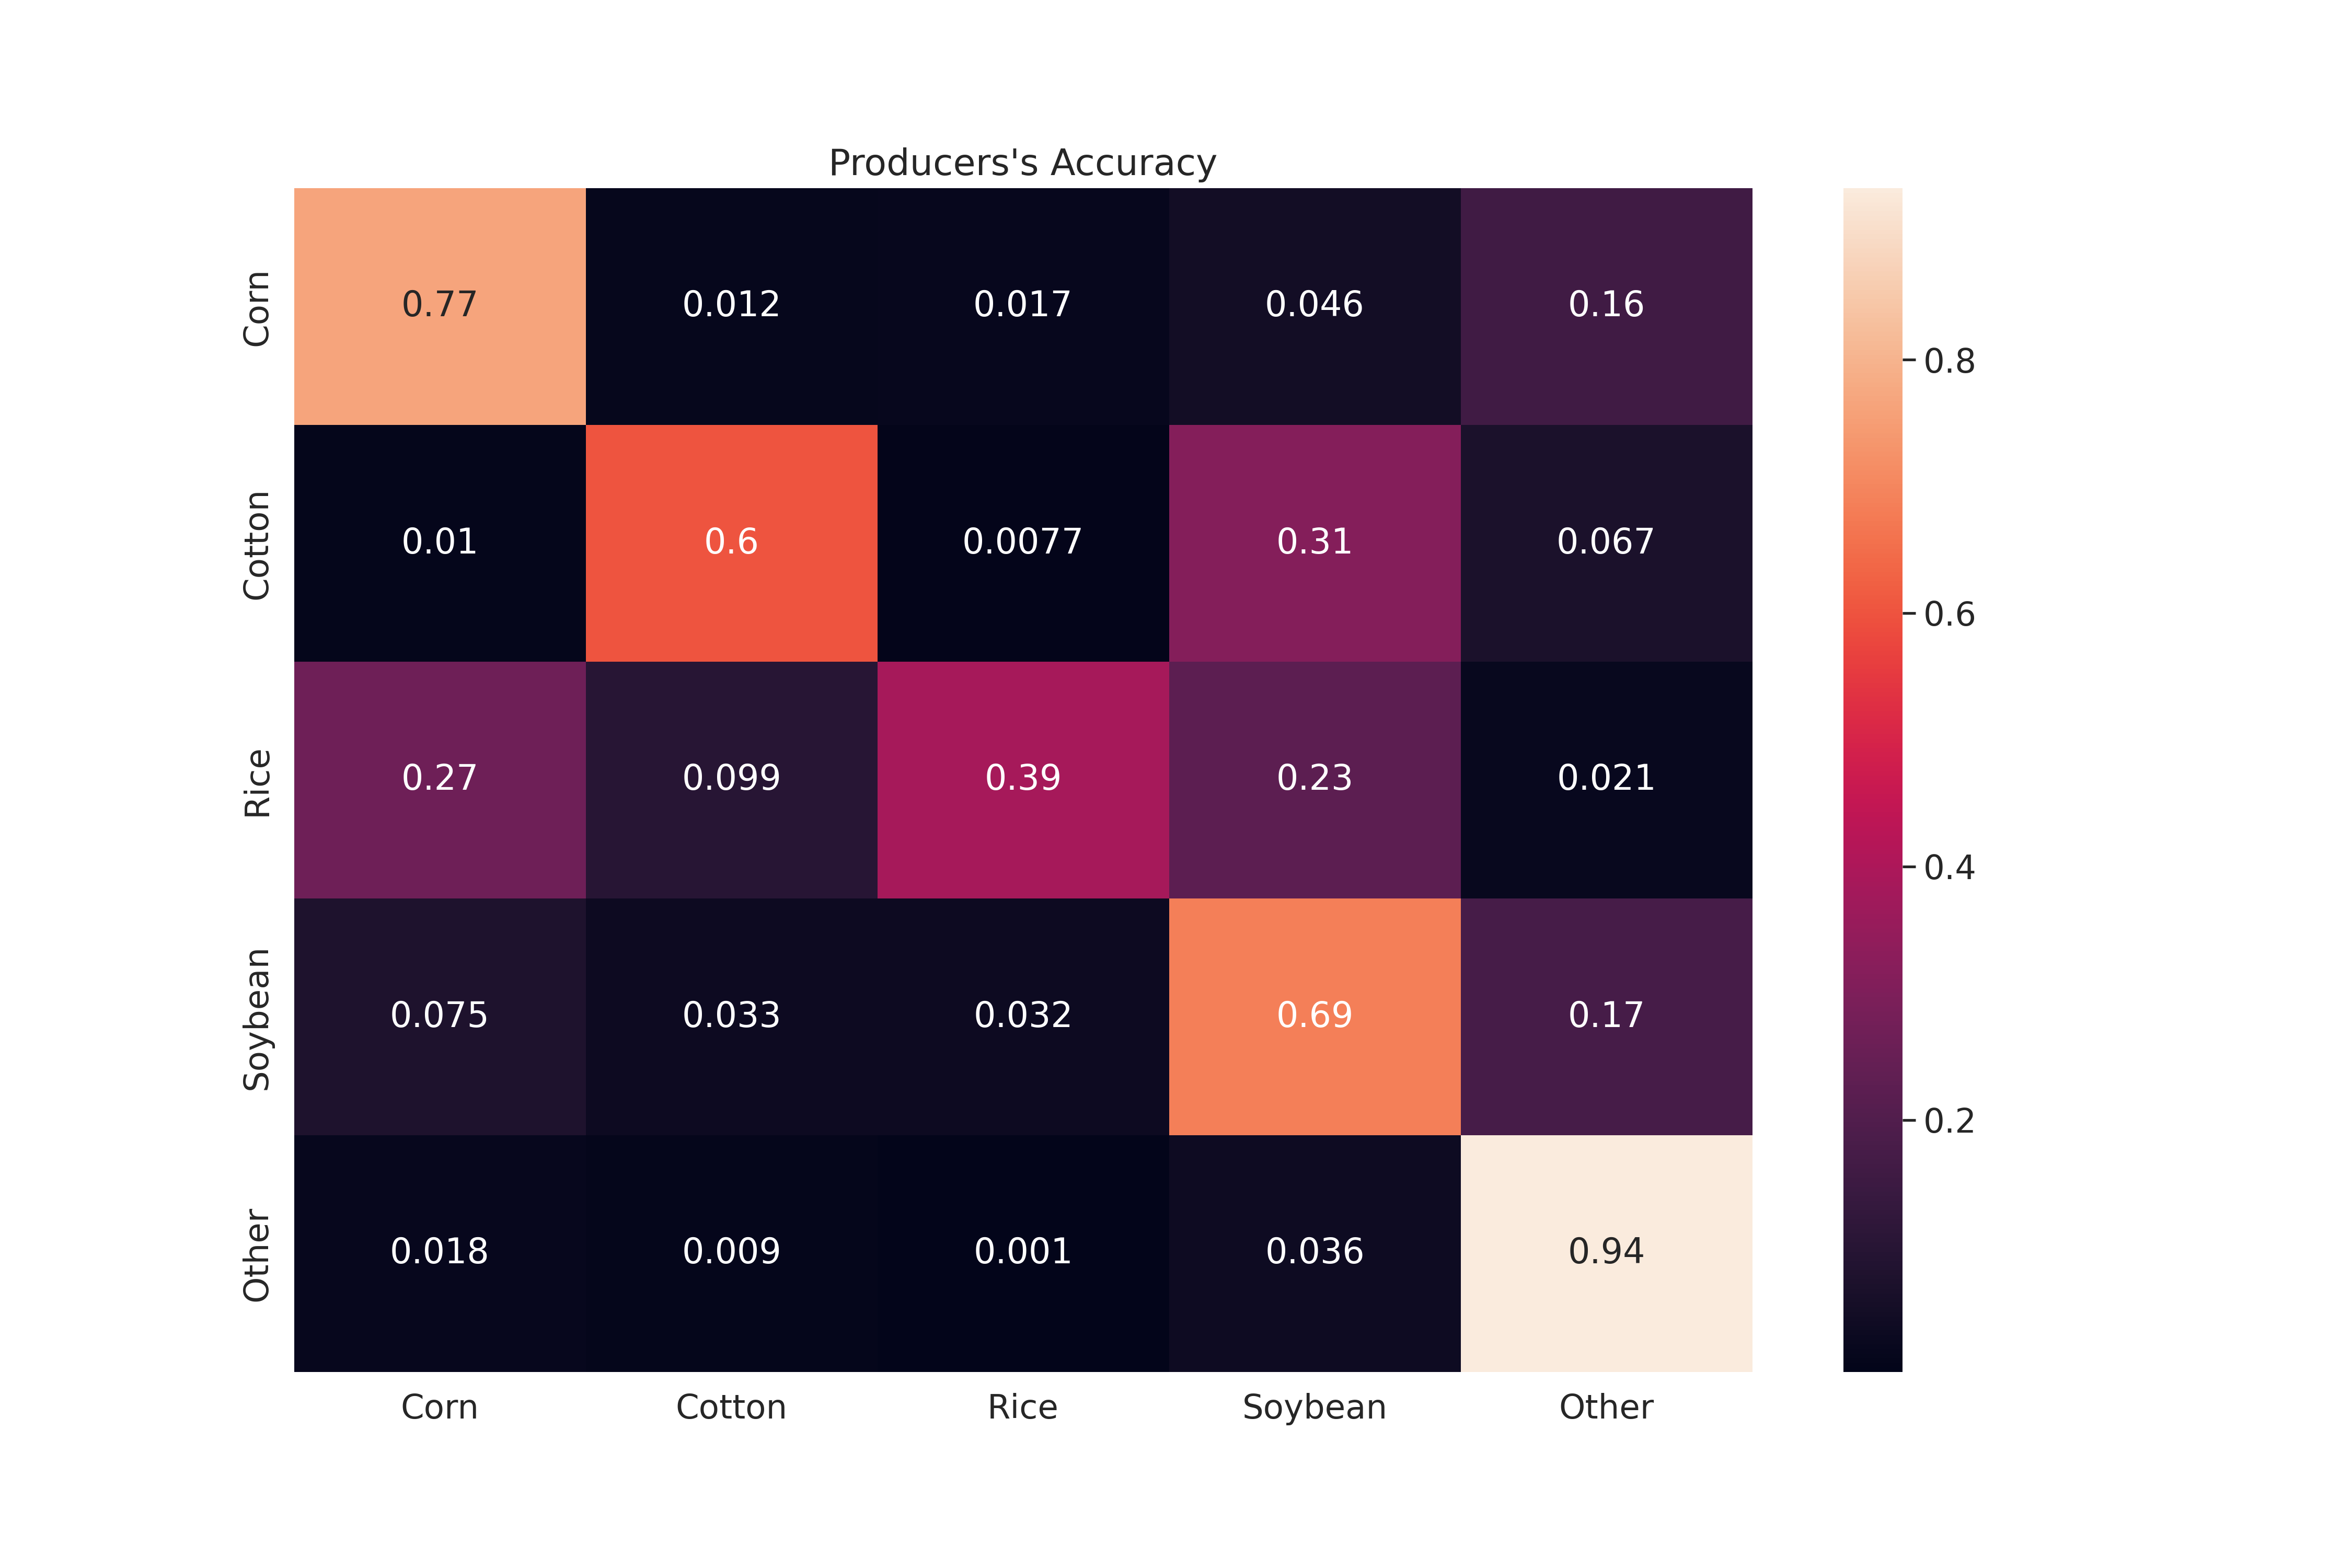 Producers's Accuracy
Corn 0.77 0.012 0.017 0.046 0.16
Cotton 0.01 0.6 0.0077 0.31 0.067
Rice 0.27 0.099 0.39 0.23 0.021
Soybean 0.075 0.033 0.032 0.69 0.17
Other 0.018 0.009 0.001 0.036 0.94
Corn Cotton Rice Soybean Other
0.8
0.6
0.4
0.2